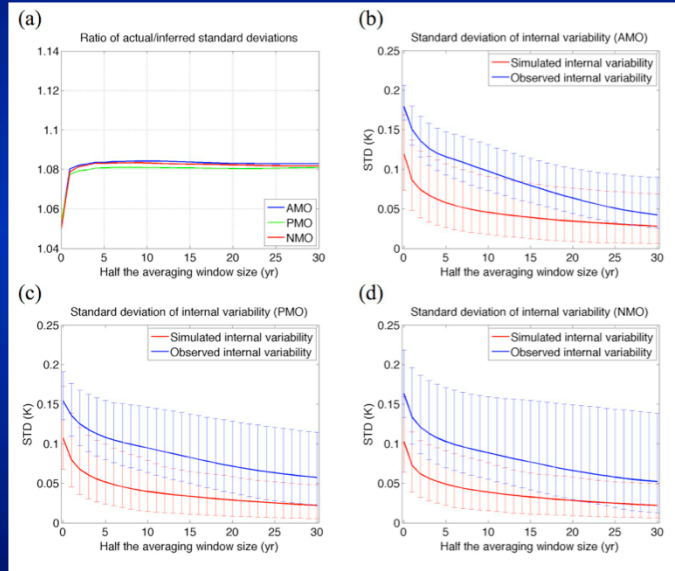 (a)
Ratio of actual/inferred standard deviations
1.14
1.12
1.1
1.08
1.06
1.04
0 5 10 15 20 25 30
Half the averaging window size (yr)
AMO
PMO
NMO
(b)
Standard deviation of internal variability (AMO)
Simulated internal variability
Observed internal variability
0.25
0.2
0.15
0.1
0.05
0
STD (K)
0 5 10 15 20 25 30
Half the averaging window size (yr)
(c)
Standard deviation of internal variability (PMO)
Simulated internal variability
Observed internal variability
0.25
0.2
0.15
0.1
0.05
0
STD (K)
0 5 10 15 20 25 30
Half the averaging window size (yr)
(d)
Standard deviation of internal variability (NMO)
Simulated internal variability
Observed internal variability
0.25
0.2
0.15
0.1
0.05
0
STD (K)
0 5 10 15 20 25 30
Half the averaging window size (yr)